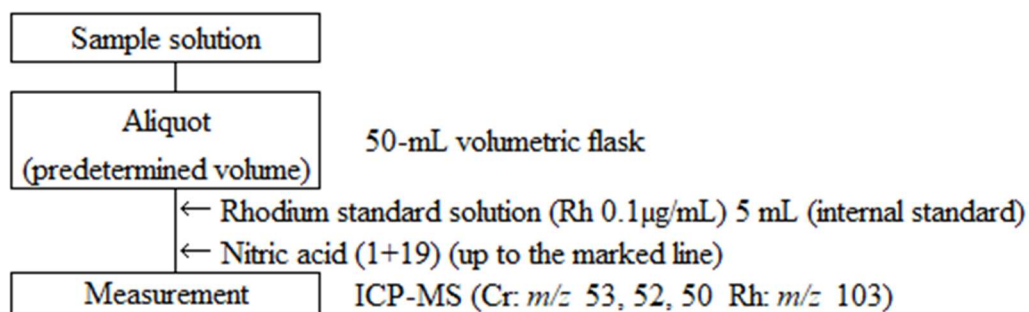 Sample solution
Aliquot
(predetermined volume)
50-mL volumetric flask
← Rhodium standard solution (Rh 0.1μg/mL) 5 mL (internal standard)
← Nitric acid (1+19) (up to the marked line)
Measurement
ICP-MS (Cr: m/z 53, 52, 50 Rh: m/z 103)